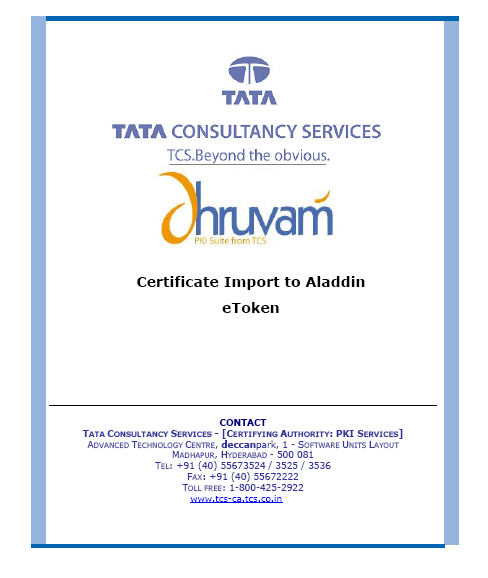 TATA
TATA CONSULTANCY SERVICES
TCS.Beyond the obvious.
dhruvam
PKI Suite from TCS
Certificate Import to Aladdin
eToken
CONTACT
TATA CONSULTANCY SERVICES - [CERTIFYING AUTHORITY: PKI SERVICES]
ADVANCED TECHNOLOGY CENTRE, deccanpark, 1 - SOFTWARE UNITS LAYOUT
MADHAPUR, HYDERABAD - 500 081
TEL: +91 (40) 55673524 / 3525 / 3536
FAX: +91 (40) 55672222
TOLL FREE: 1-800-425-2922
www.tcs-ca.tcs.co.in